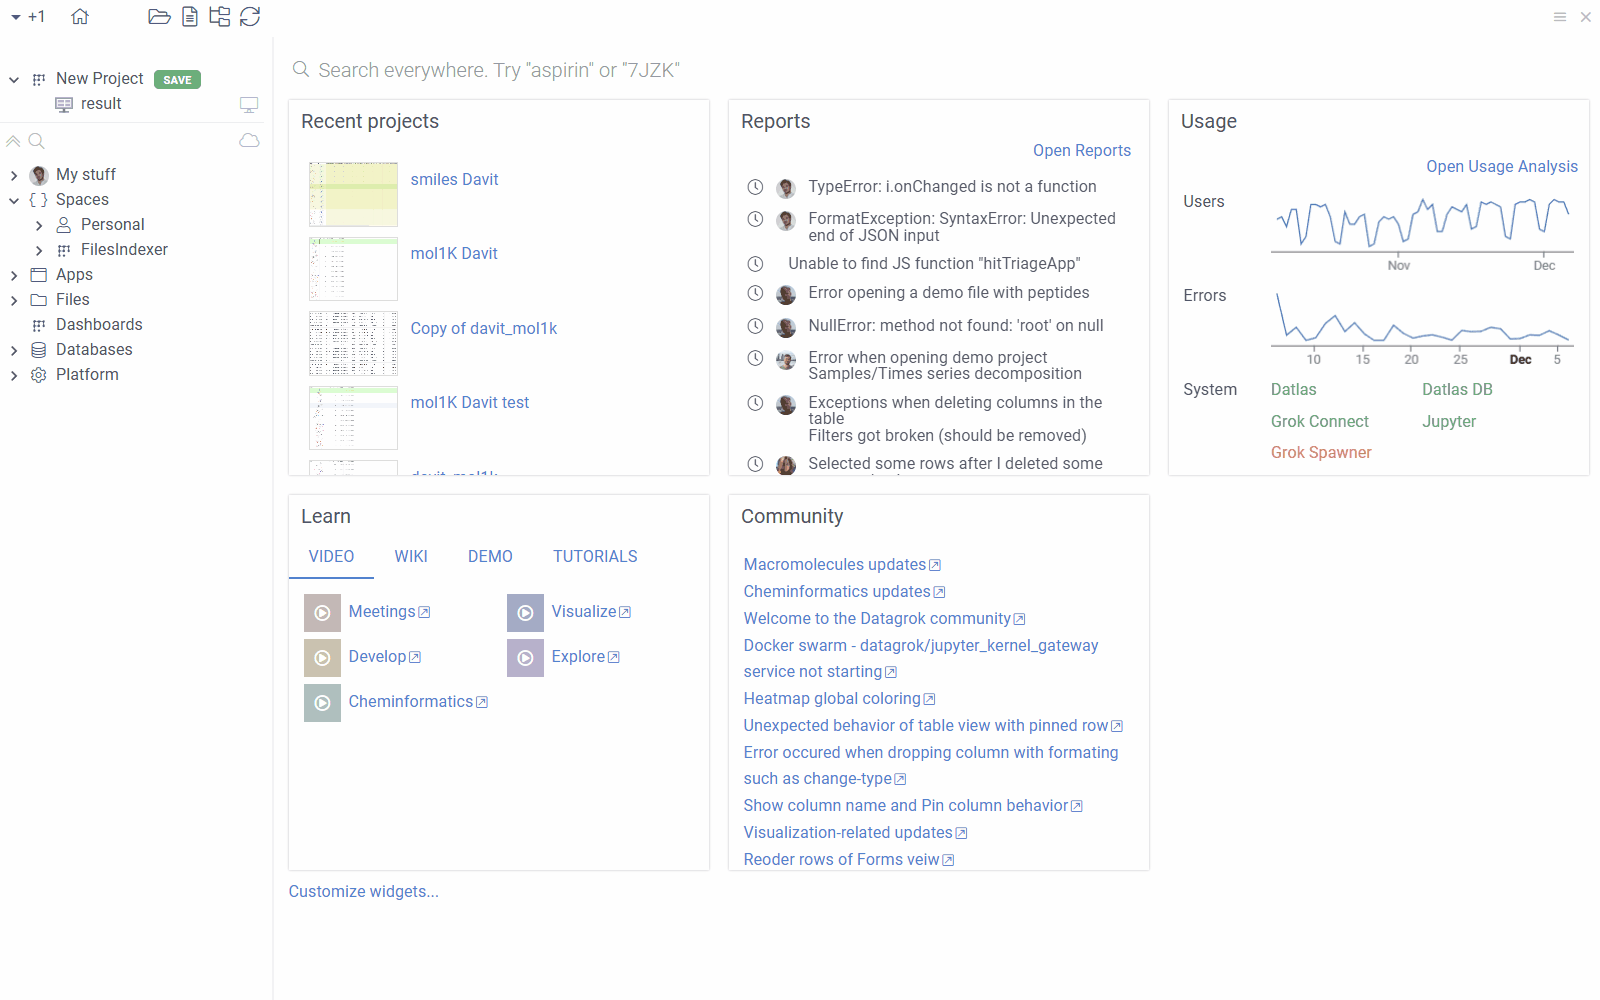 +1
New Project SAVE
result
My stuff
Spaces
Personal
FilesIndexer
Apps
Files
Dashboards
Databases
Platform
Search everywhere. Try "aspirin" or "7JZK"
Recent projects
smiles Davit
mol1K Davit
Copy of davit_mol1k
mol1K Davit test
davit_mol1k
Reports
Open Reports
TypeError: i.onChanged is not a function
FormatException: SyntaxError: Unexpected
end of JSON input
Unable to find JS function "hitTriageApp"
Error opening a demo file with peptides
NullError: method not found: 'root' on null
Error when opening demo project
Samples/Times series decomposition
Exceptions when deleting columns in the
table
Filters got broken (should be removed)
Selected some rows after I deleted some
Usage
Open Usage Analysis
Users
Nov Dec
Errors
10 15 20 25 Dec 5
System Datlas Datlas DB
Grok Connect Jupyter
Grok Spawner
Learn
VIDEO WIKI DEMO TUTORIALS
Meetings Visualize
Develop Explore
Cheminformatics
Community
Macromolecules updates
Cheminformatics updates
Welcome to the Datagrok community
Docker swarm - datagrok/jupyter_kernel_gateway
service not starting
Heatmap global coloring
Unexpected behavior of table view with pinned row
Error occured when dropping column with formating
such as change-type
Show column name and Pin column behavior
Visualization-related updates
Reoder rows of Forms veiw
Customize widgets...